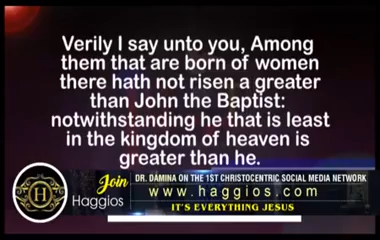 Verily I say unto you, Among
them that are born of women
there hath not risen a greater
than John the Baptist:
notwithstanding he that is least
in the kingdom of heaven is
greater than he.
H
Join
Haggios
DR. DAMINA ON THE 1ST CHRISTOCENTRIC SOCIAL MEDIA NETWORK
www.haggios.com
IT'S EVERYTHING JESUS